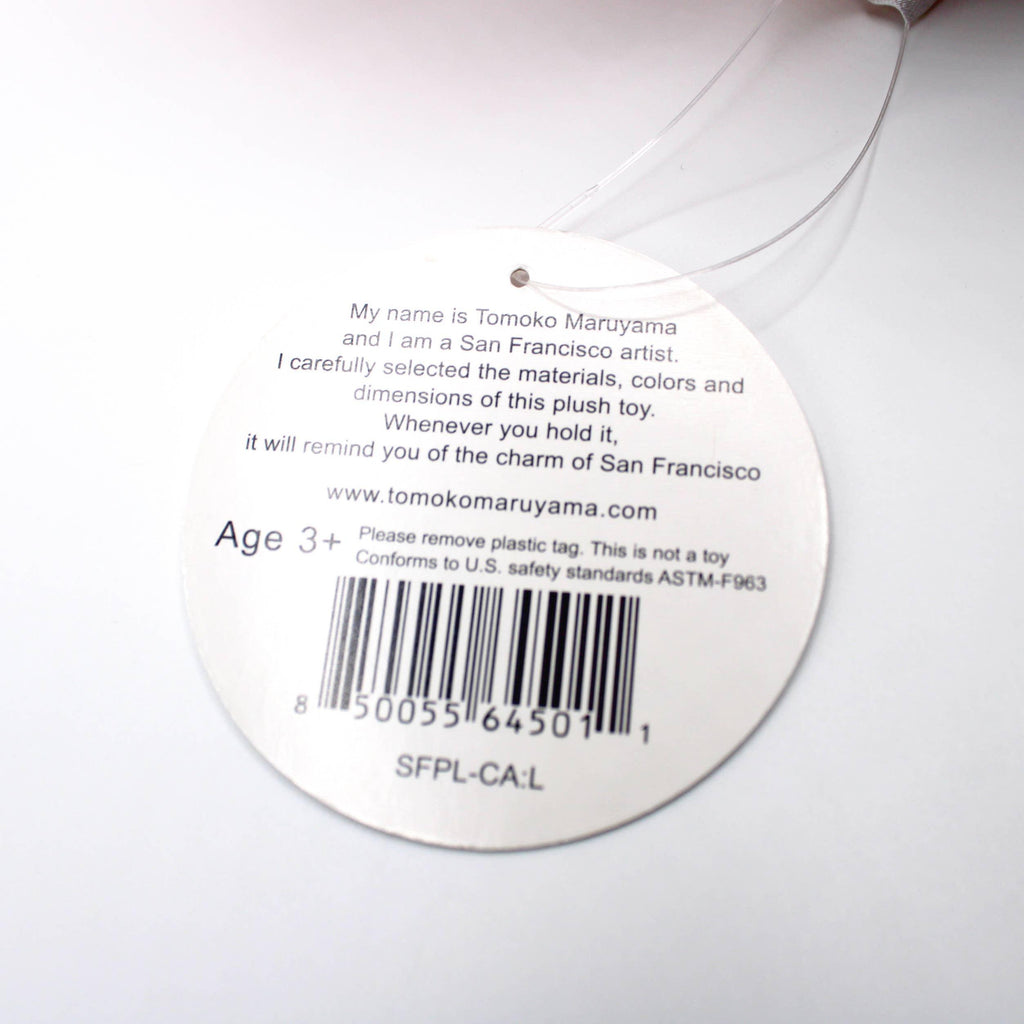 My name is Tomoko Maruyama
and I am a San Francisco artist.
I carefully selected the materials, colors and
dimensions of this plush toy.
Whenever you hold it,
it will remind you of the charm of San Francisco
www.tomokomaruyama.com
Age 3+
Please remove plastic tag. This is not a toy
Conforms to U.S. safety standards ASTM-F963
8 50055 64501 1
SFPL-CA:L